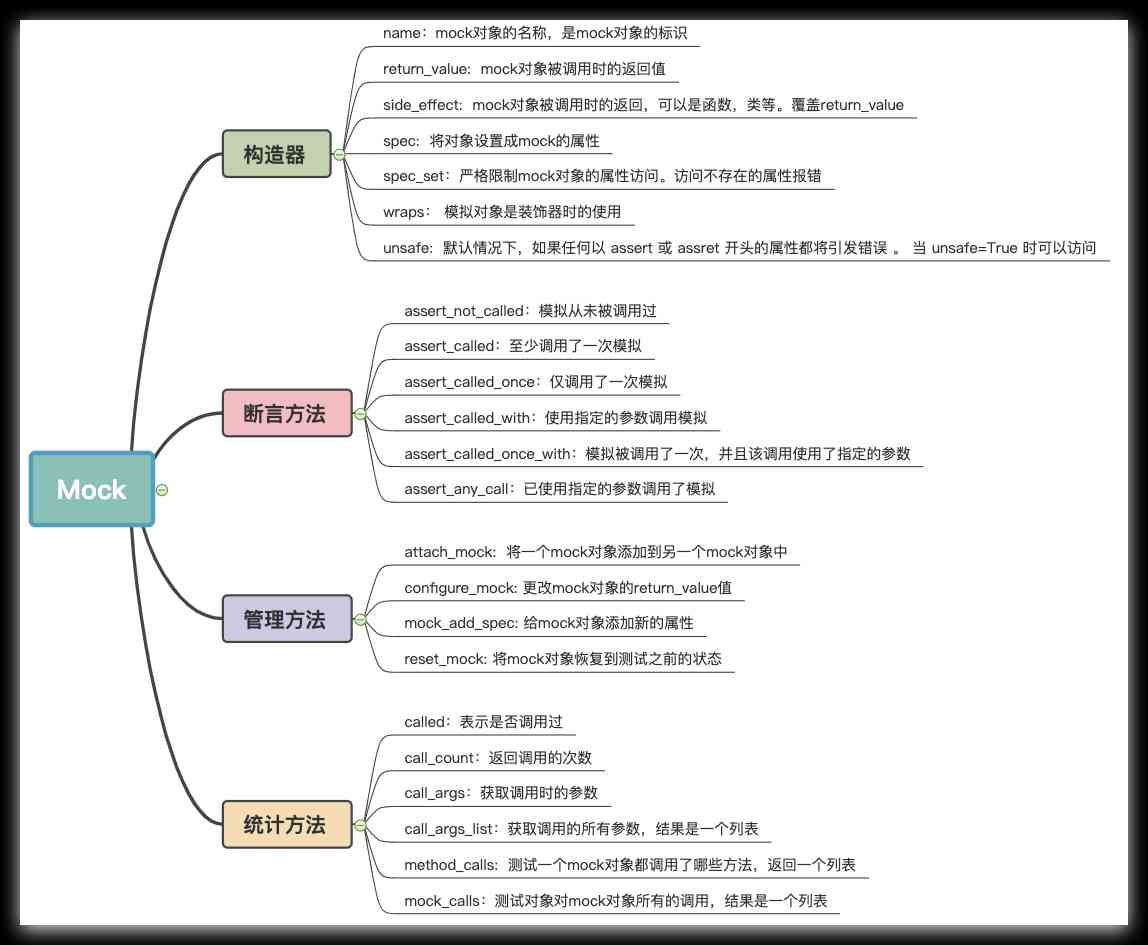 Mock
构造器
name：mock对象的名称，是mock对象的标识
return_value:  mock对象被调用时的返回值
side_effect:  mock对象被调用时的返回，可以是函数，类等。覆盖return_value
spec:  将对象设置成mock的属性
spec_set：严格限制mock对象的属性访问。访问不存在的属性报错
wraps： 模拟对象是装饰器时的使用
unsafe:  默认情况下，如果任何以 assert 或 assret 开头的属性都将引发错误 。 当 unsafe=True 时可以访问
断言方法
assert_not_called：模拟从未被调用过
assert_called：至少调用了一次模拟
assert_called_once：仅调用了一次模拟
assert_called_with：使用指定的参数调用模拟
assert_called_once_with：模拟被调用了一次，并且该调用使用了指定的参数
assert_any_call：已使用指定的参数调用了模拟
管理方法
attach_mock:  将一个mock对象添加到另一个mock对象中
configure_mock: 更改mock对象的return_value值
mock_add_spec: 给mock对象添加新的属性
reset_mock: 将mock对象恢复到测试之前的状态
统计方法
called：表示是否调用过
call_count：返回调用的次数
call_args：获取调用时的参数
call_args_list：获取调用的所有参数，结果是一个列表
method_calls:  测试一个mock对象都调用了哪些方法，返回一个列表
mock_calls：测试对象对mock对象所有的调用，结果是一个列表